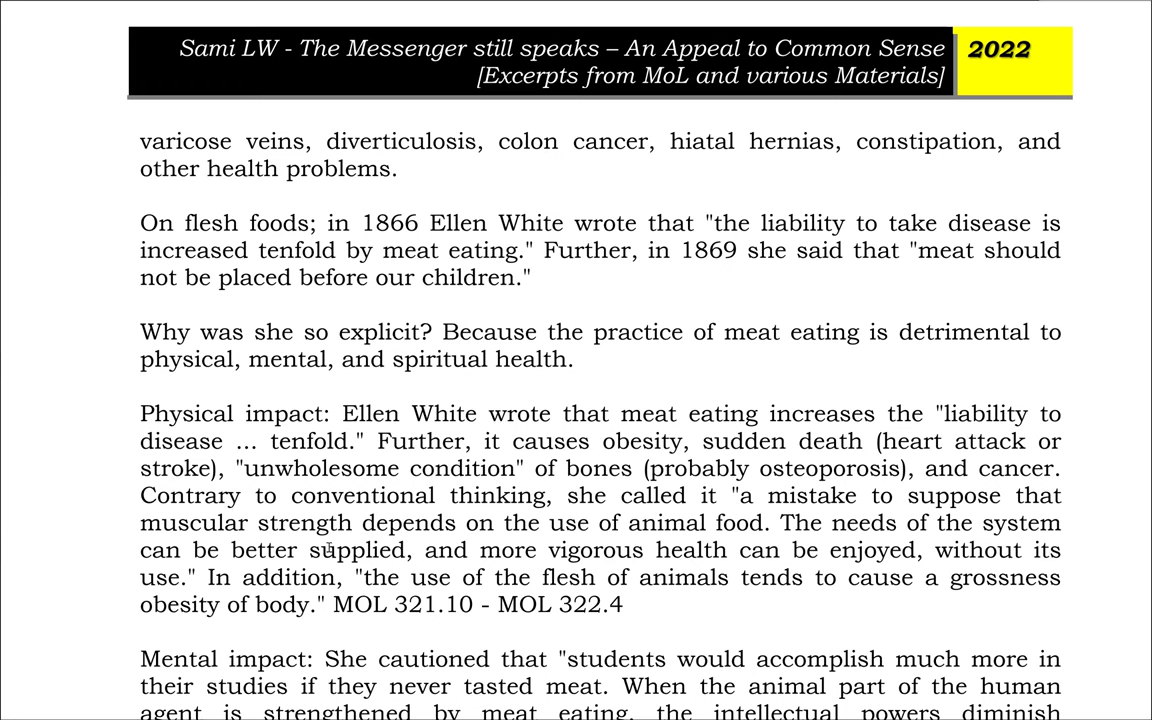 Sami LW - The Messenger still speaks – An Appeal to Common Sense
[Excerpts from MoL and various Materials]
2022
varicose veins, diverticulosis, colon cancer, hiatal hernias, constipation, and
other health problems.
On flesh foods; in 1866 Ellen White wrote that "the liability to take disease is
increased tenfold by meat eating." Further, in 1869 she said that "meat should
not be placed before our children."
Why was she so explicit? Because the practice of meat eating is detrimental to
physical, mental, and spiritual health.
Physical impact: Ellen White wrote that meat eating increases the "liability to
disease ... tenfold." Further, it causes obesity, sudden death (heart attack or
stroke), "unwholesome condition" of bones (probably osteoporosis), and cancer.
Contrary to conventional thinking, she called it "a mistake to suppose that
muscular strength depends on the use of animal food. The needs of the system
can be better supplied, and more vigorous health can be enjoyed, without its
use." In addition, "the use of the flesh of animals tends to cause a grossness
obesity of body." MOL 321.10 - MOL 322.4
Mental impact: She cautioned that "students would accomplish much more in
their studies if they never tasted meat. When the animal part of the human
agent is strengthened by meat eating, the intellectual powers diminish